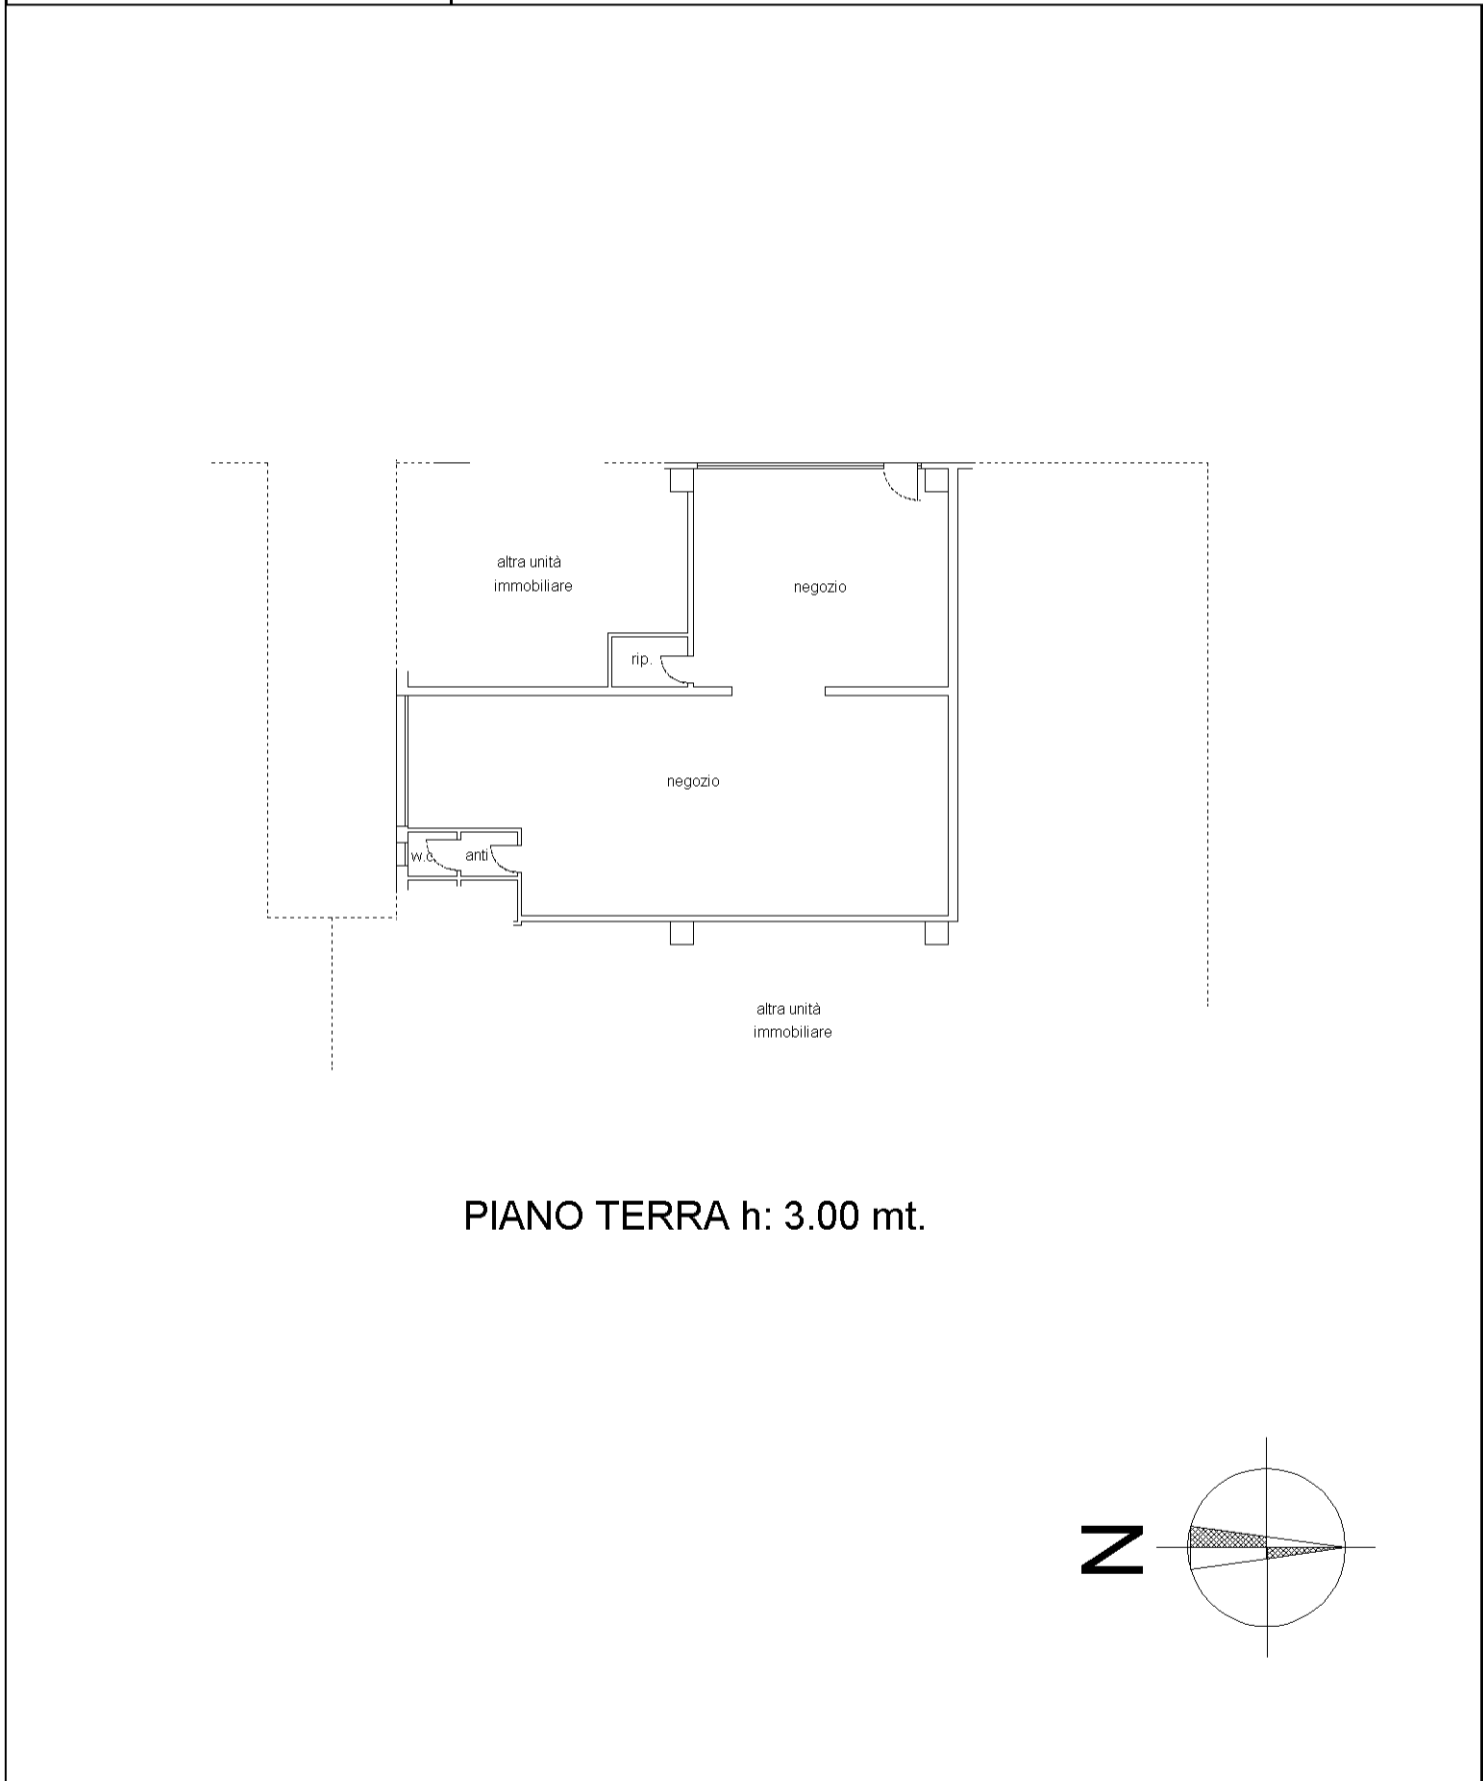 altra unità
immobiliare
negozio
rip.
negozio
w.c.
anti
altra unità
immobiliare
PIANO TERRA h: 3.00 mt.
N